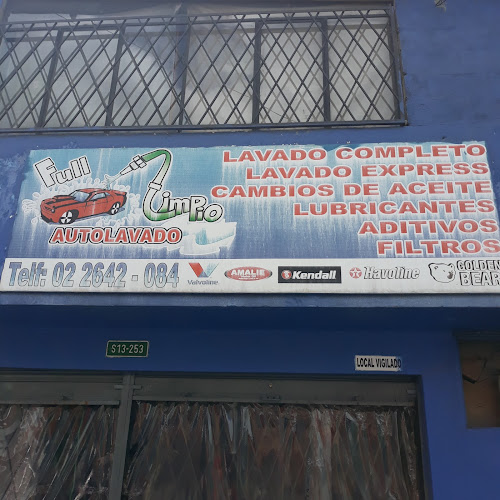 Full
Limpio
AUTOLAVADO
LAVADO COMPLETO
LAVADO EXPRESS
CAMBIOS DE ACEITE
LUBRICANTES
ADITIVOS
FILTROS
Telf: 02 2642 - 084
Valvoline
AMALIE
Kendall
Havoline
GOLDEN BEAR
S13-253
LOCAL VIGILADO